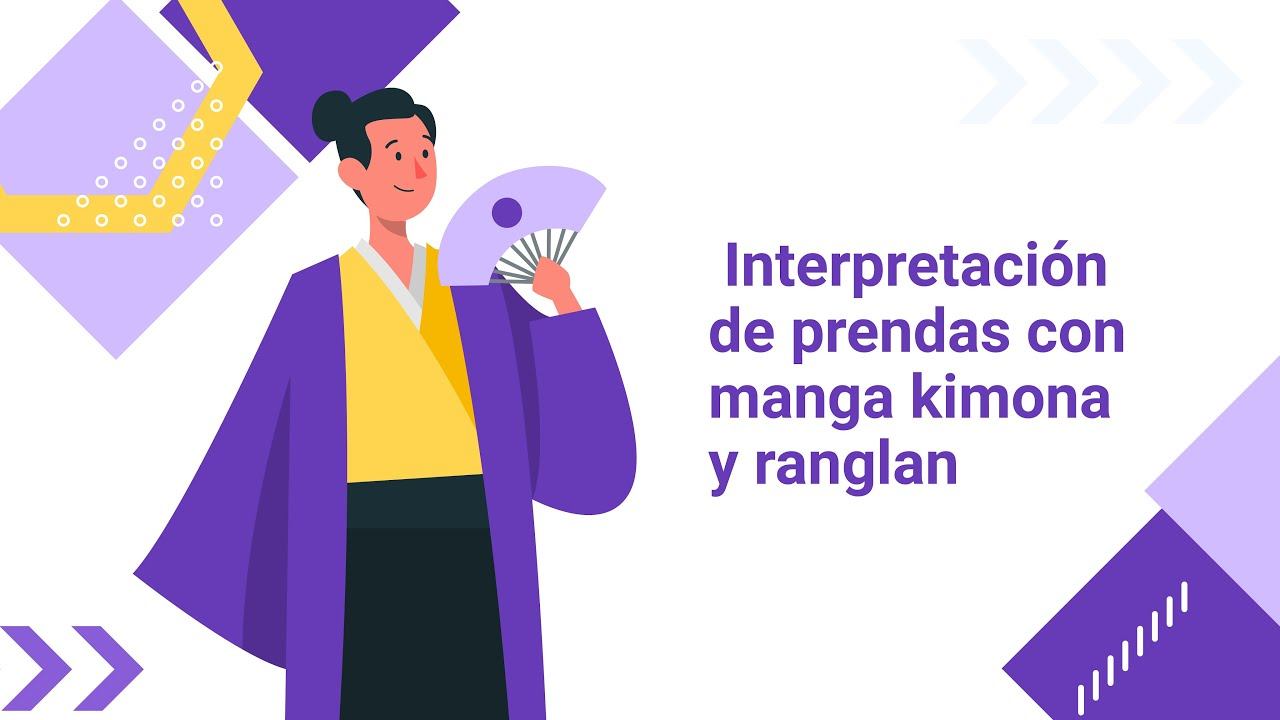 Interpretación
de prendas con
manga kimona
y ranglan